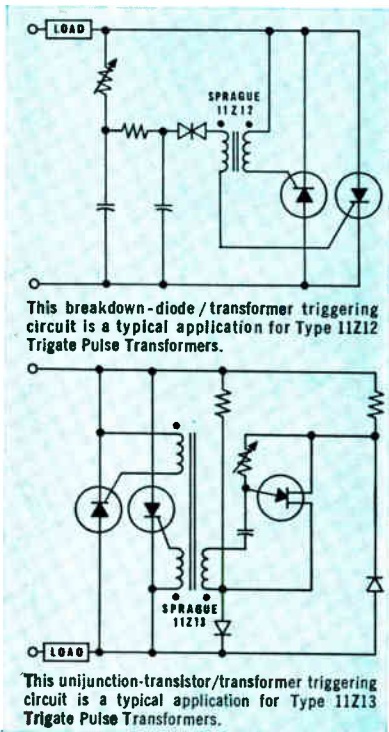 LOAD
SPRAGUE
11Z12
This breakdown-diode/transformer triggering
circuit is a typical application for Type 11Z12
Trigate Pulse Transformers.
SPRAGUE
11Z13
LOAD
This unijunction-transistor/transformer triggering
circuit is a typical application for Type 11Z13
Trigate Pulse Transformers.